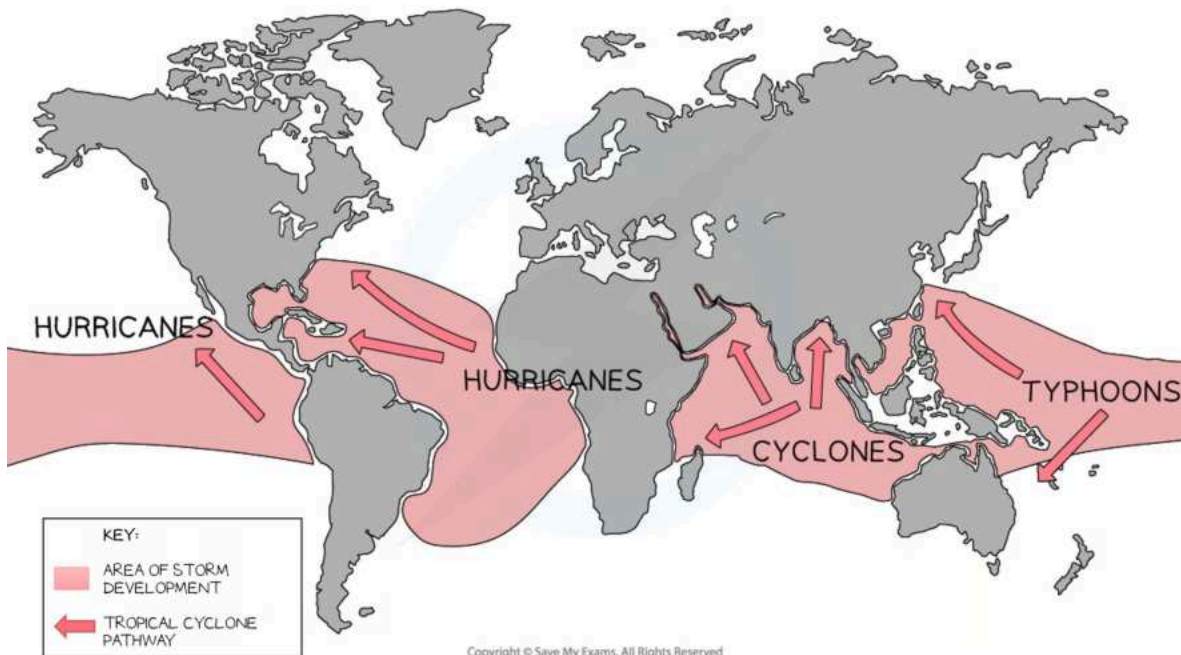 HURRICANES
HURRICANES
TYPHOONS
CYCLONES
KEY:
AREA OF STORM
DEVELOPMENT
TROPICAL CYCLONE
PATHWAY
Copyright © Save My Exams. All Rights Reserved